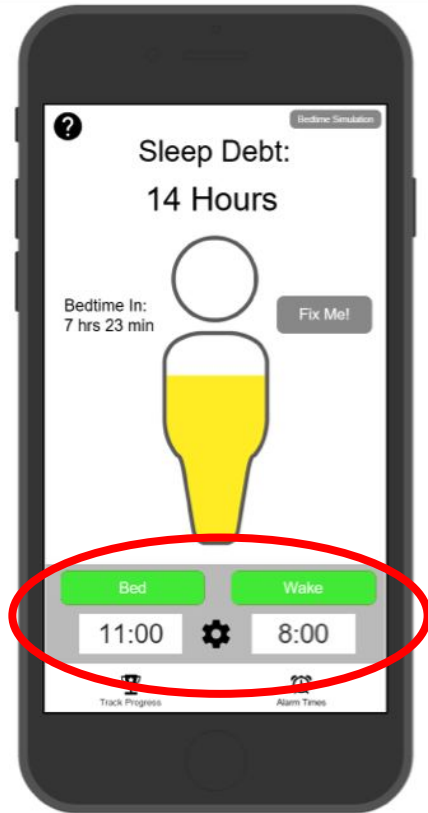 ?
Bedtime Simulation
Sleep Debt:
14 Hours
Bedtime In:
7 hrs 23 min
Fix Me!
Bed
Wake
11:00
8:00
Track Progress
Alarm Times